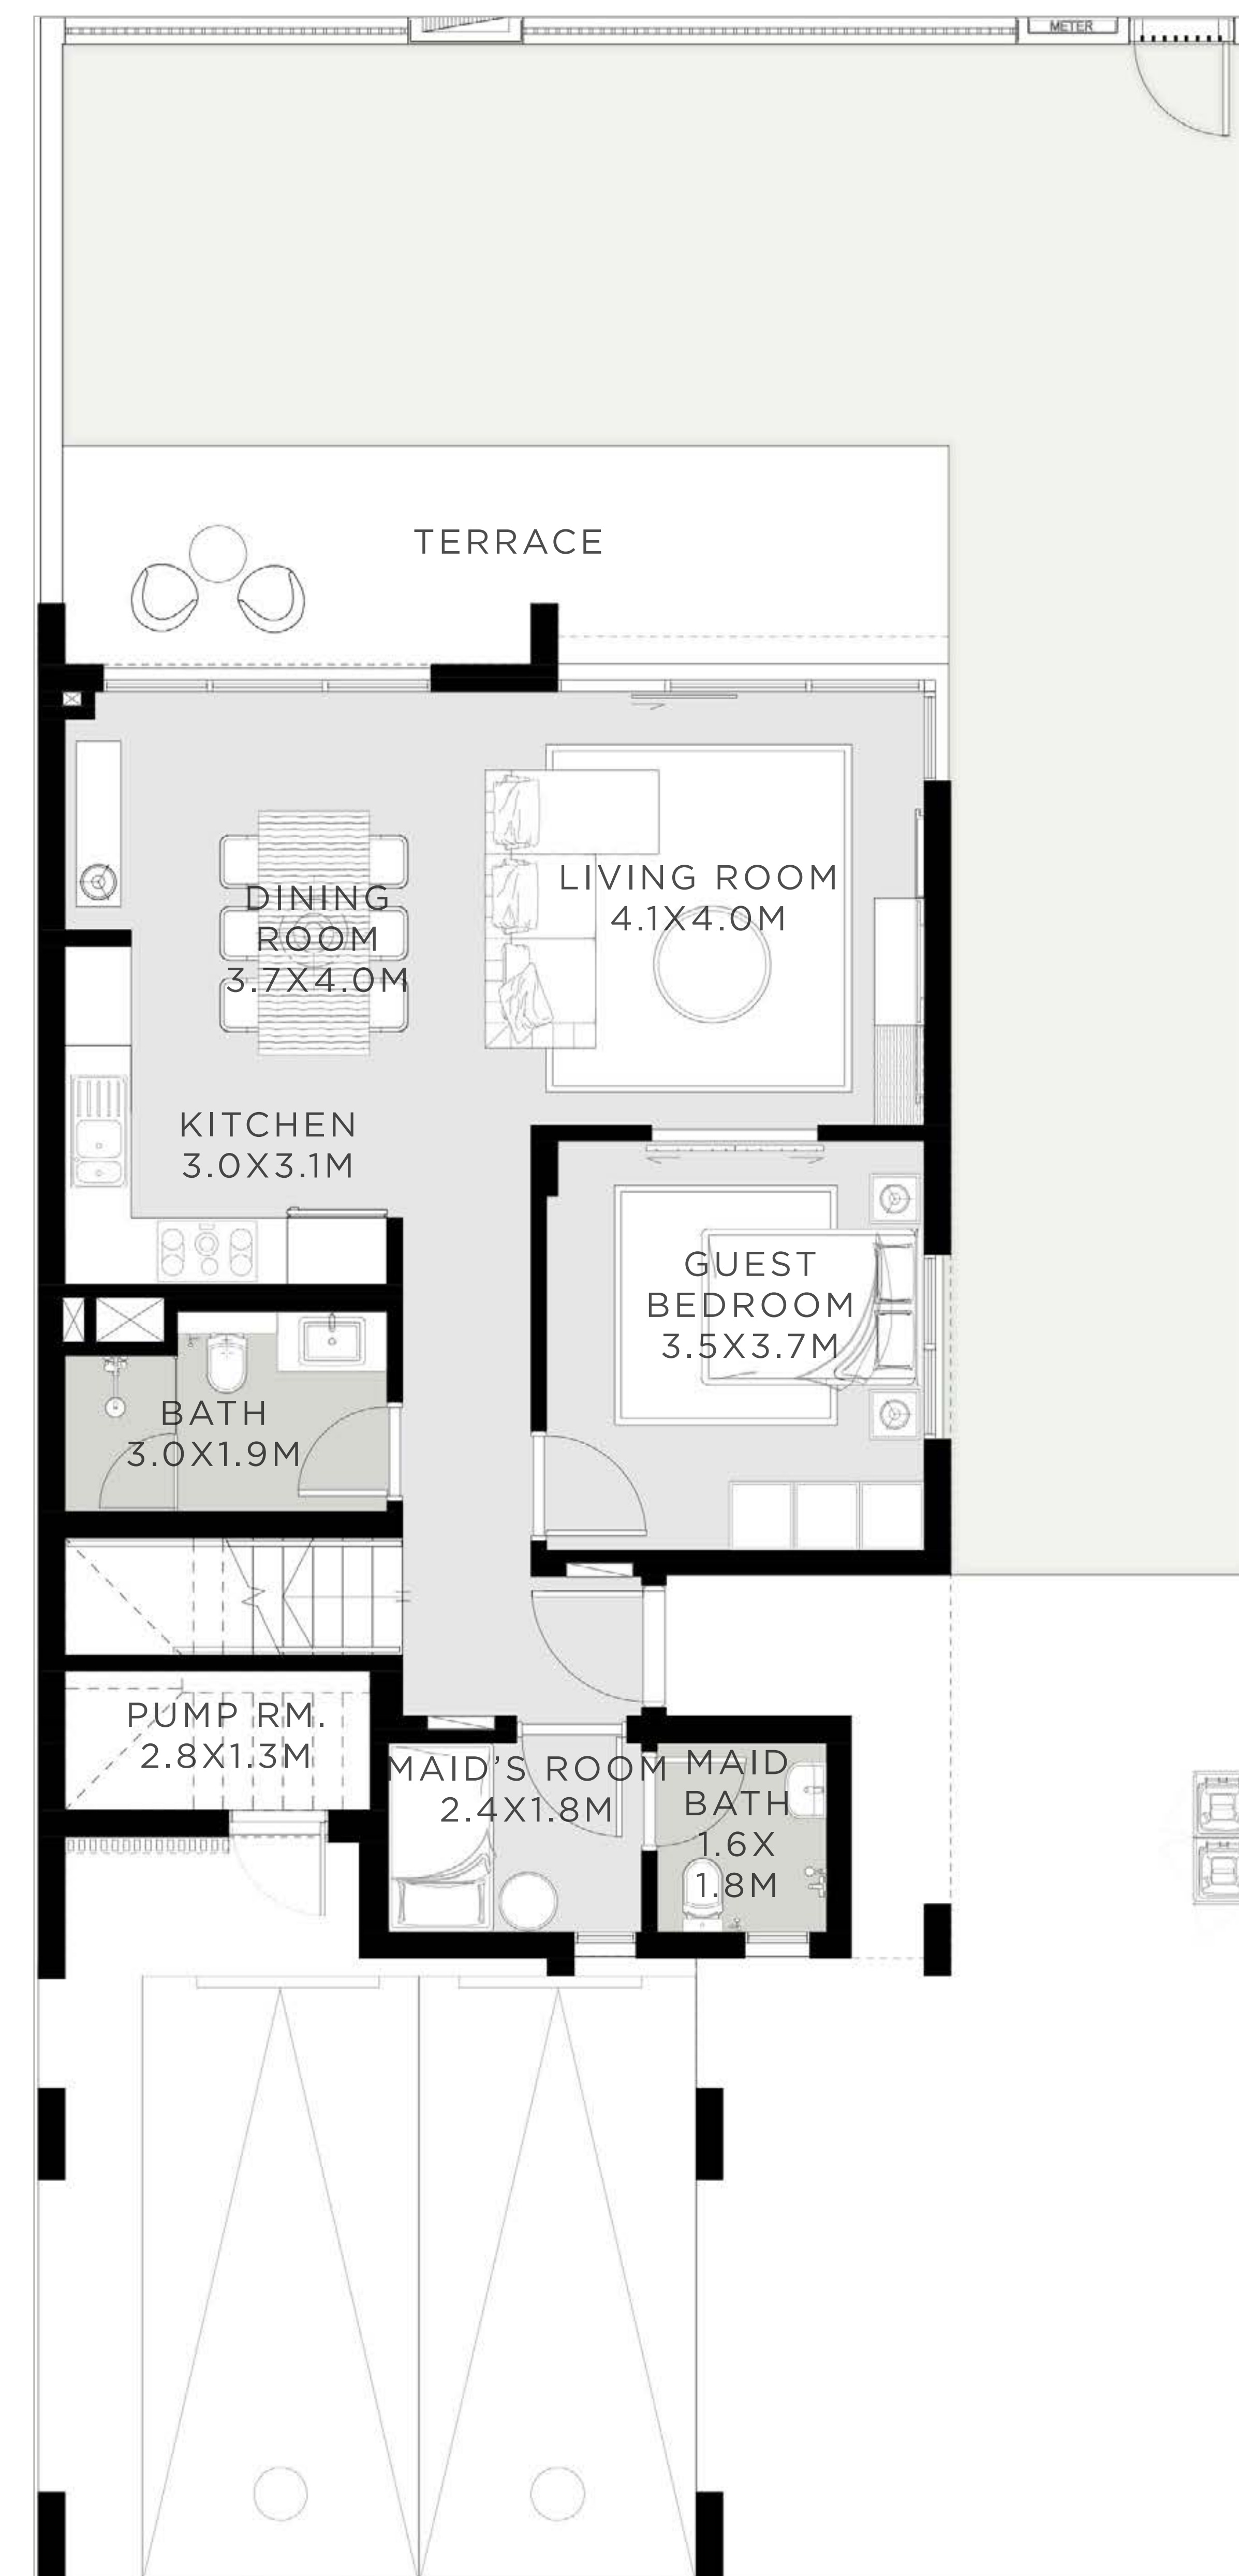 METER
TERRACE
LIVING ROOM
4.1X4.0M
DINING
ROOM
3.7X4.0M
KITCHEN
3.0X3.1M
GUEST
BEDROOM
3.5X3.7M
BATH
3.0X1.9M
PUMP RM.
2.8X1.3M
MAID'S ROOM
2.4X1.8M
MAID
BATH
1.6X
1.8M